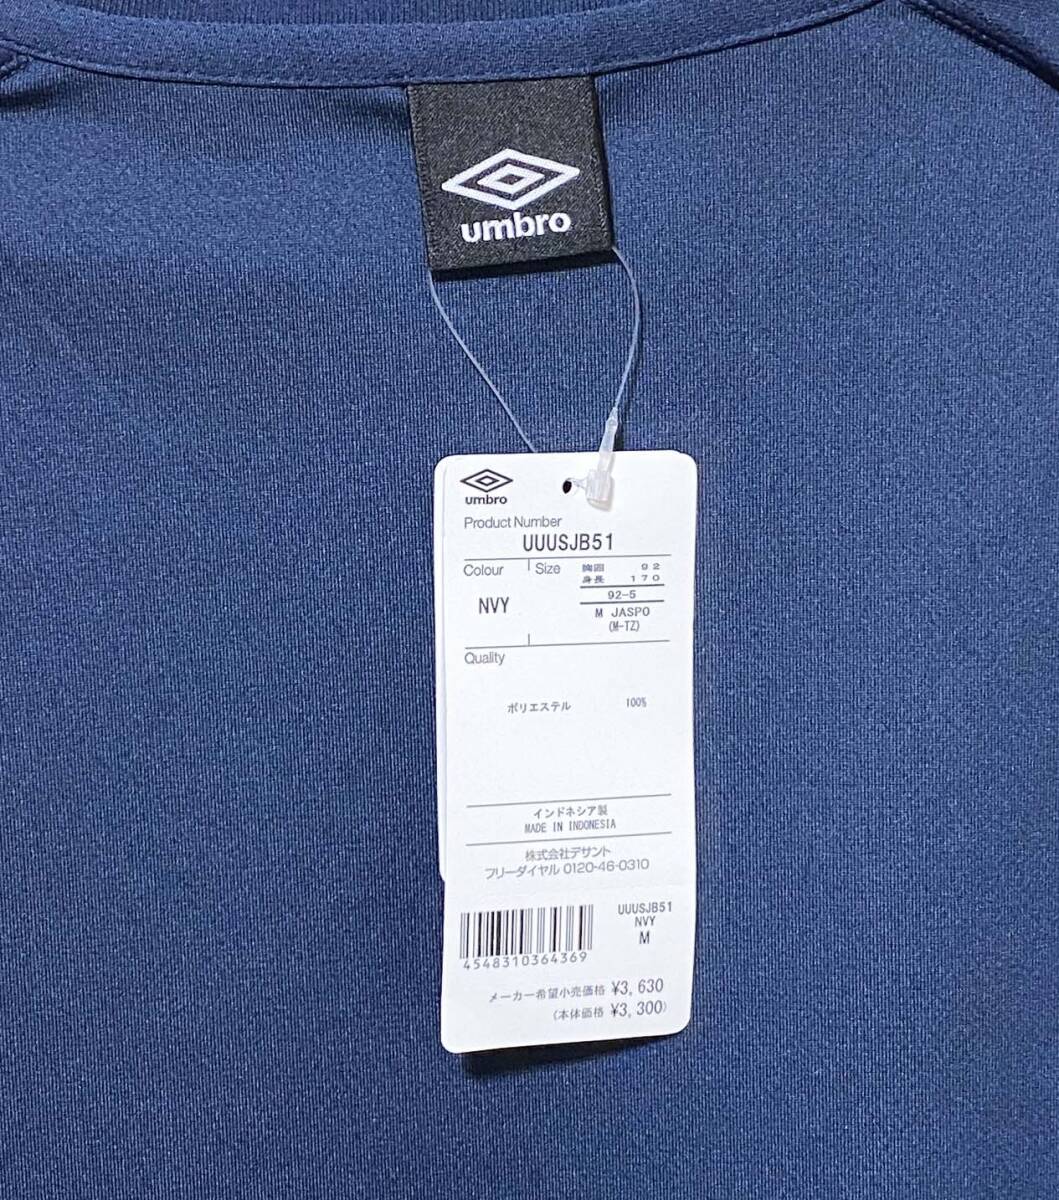 umbro
umbro
Product Number
UUUSJB51
Colour Size 胸囲 92
身長 170
NVY 92-5
M JASPO
(M-TZ)
Quality
ポリエステル 100%
インドネシア製
MADE IN INDONESIA
株式会社デサント
フリーダイヤル 0120-46-0310
UUUSJB51
NVY
M
4548310364369
メーカー希望小売価格 ¥3,630
(本体価格 ¥3,300)